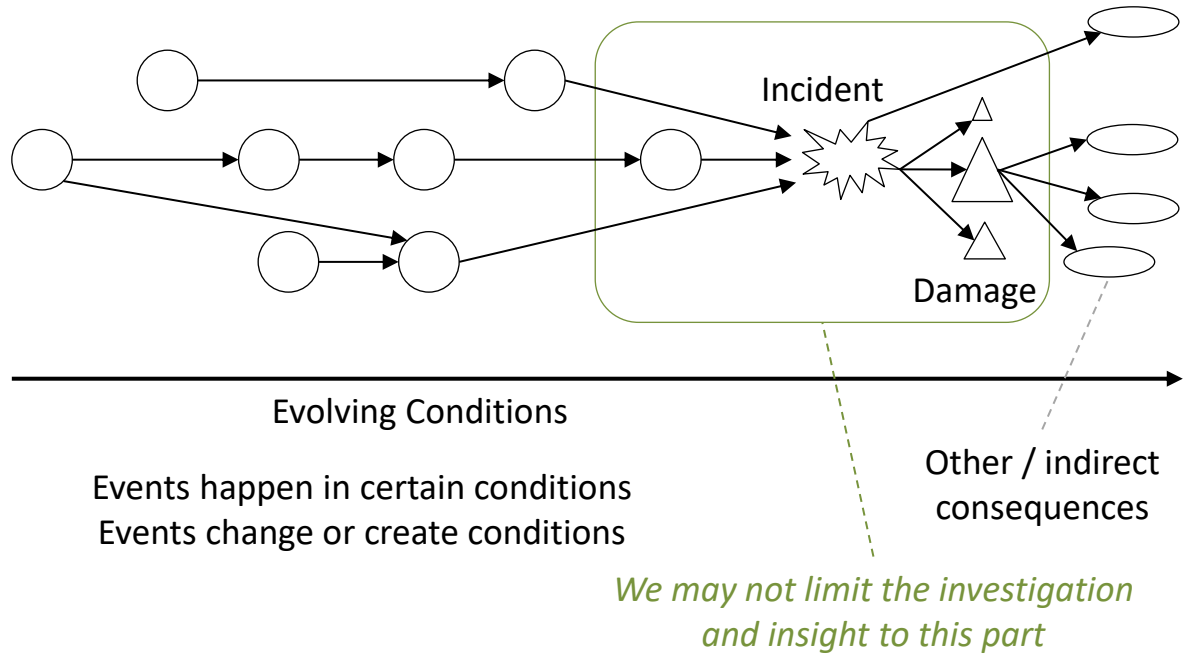 Incident
Damage
Evolving Conditions
Events happen in certain conditions
Events change or create conditions
Other / indirect
consequences
We may not limit the investigation
and insight to this part